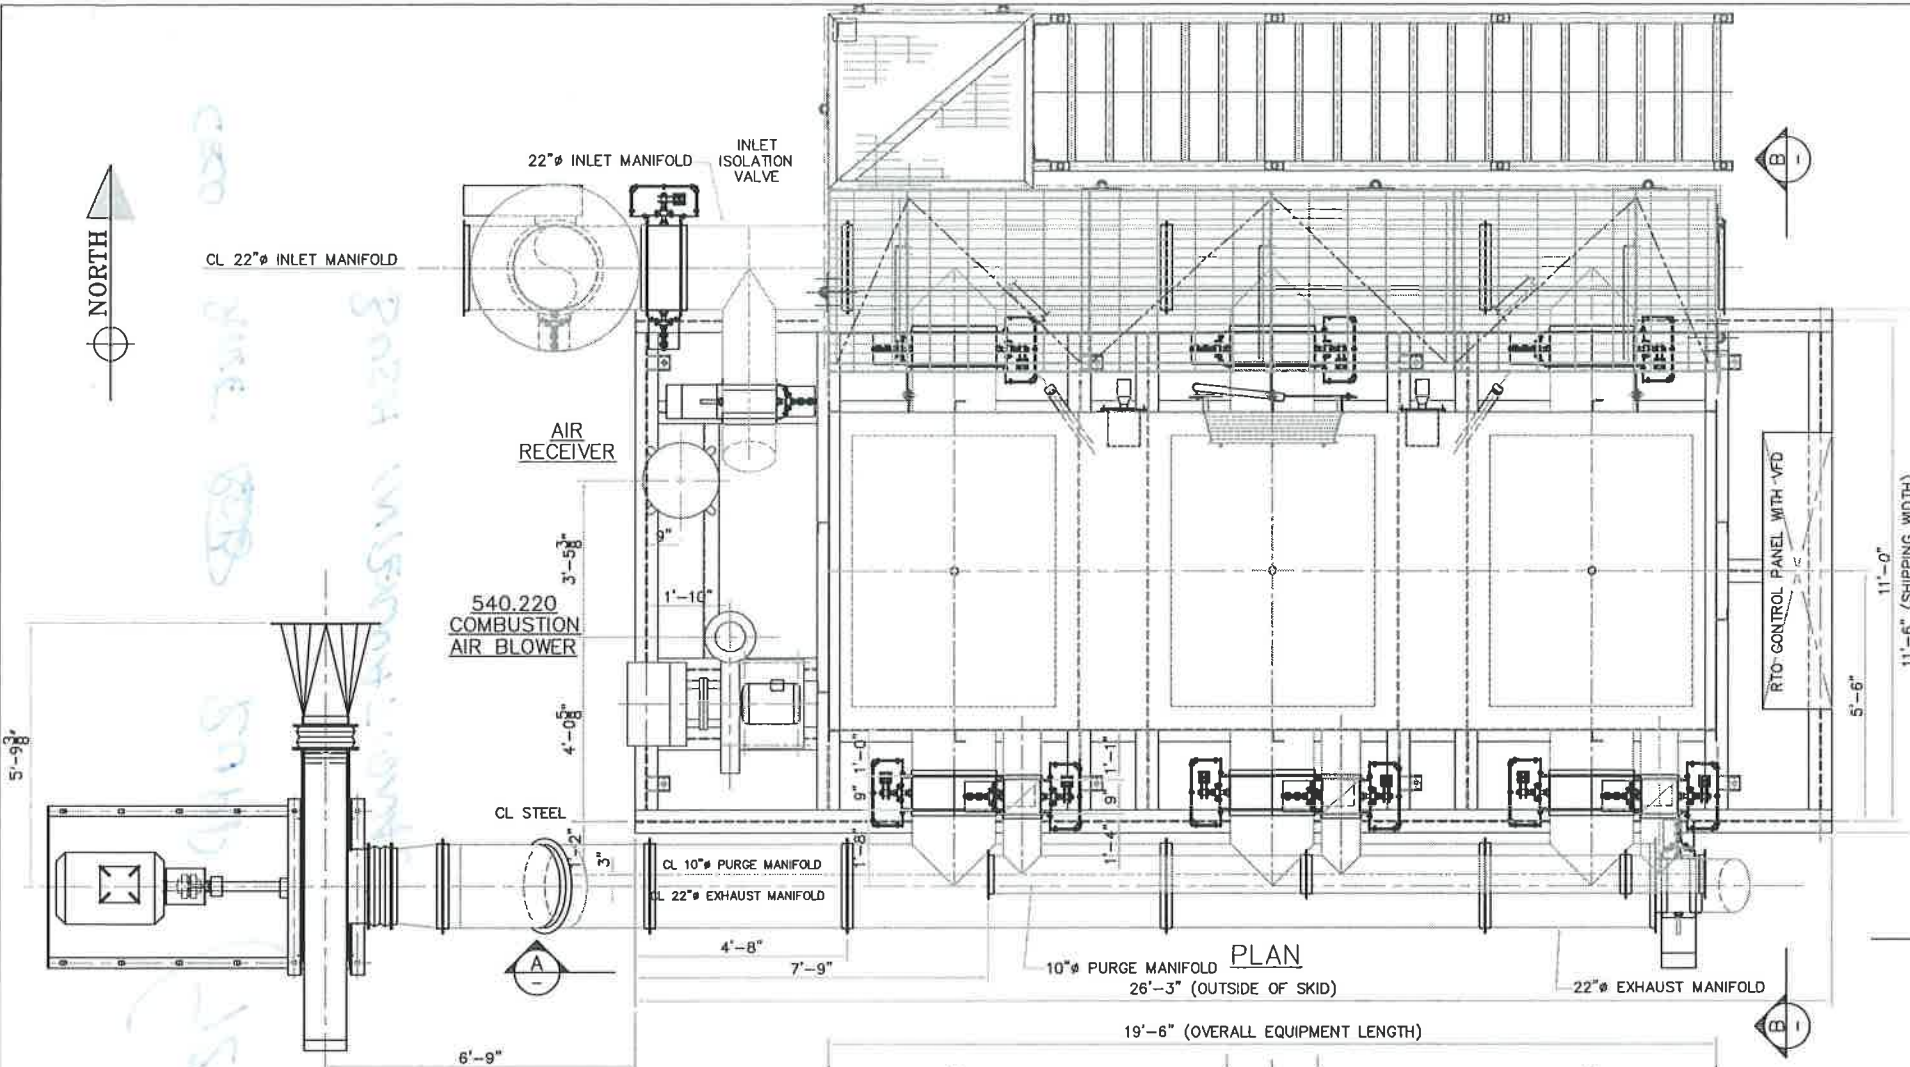 INLET
ISOLATION
VALVE
22"ø INLET MANIFOLD
B
-
NORTH
CL 22"ø INLET MANIFOLD
AIR
RECEIVER
9"
3'-5 3/8"
1'-10"
540.220
COMBUSTION
AIR BLOWER
4'-0 5/8"
5'-9 3/8"
RTO CONTROL PANEL WITH VFD
11'-0"
11'-6" (SHIPPING WIDTH)
5'-6"
1'-0"
9"
1'-8"
1'-1"
9"
1'-4"
CL STEEL
3"
CL 10"ø PURGE MANIFOLD
CL 22"ø EXHAUST MANIFOLD
A
-
4'-8"
7'-9"
10"ø PURGE MANIFOLD
PLAN
26'-3" (OUTSIDE OF SKID)
22"ø EXHAUST MANIFOLD
B
-
19'-6" (OVERALL EQUIPMENT LENGTH)
6'-9"